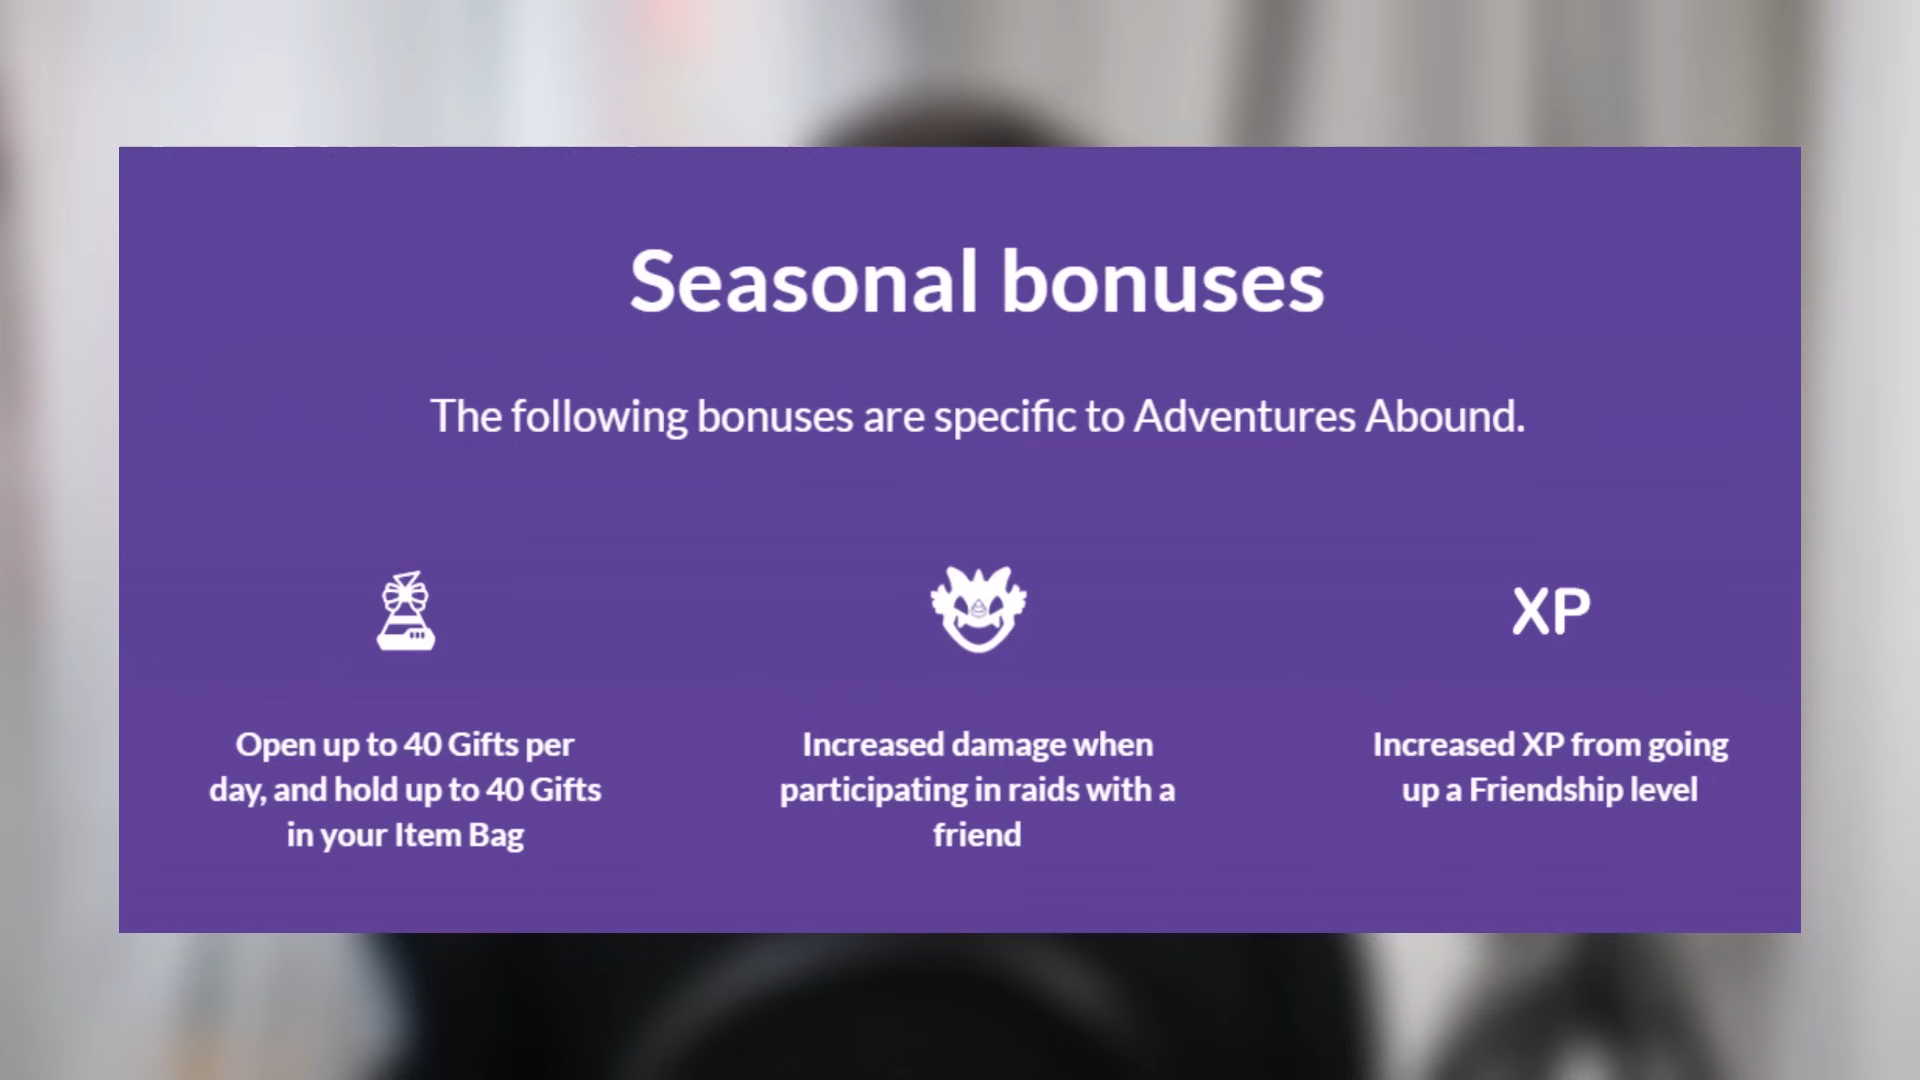 Seasonal bonuses
The following bonuses are specific to Adventures Abound.
Open up to 40 Gifts per
day, and hold up to 40 Gifts
in your Item Bag
Increased damage when
participating in raids with a
friend
XP
Increased XP from going
up a Friendship level